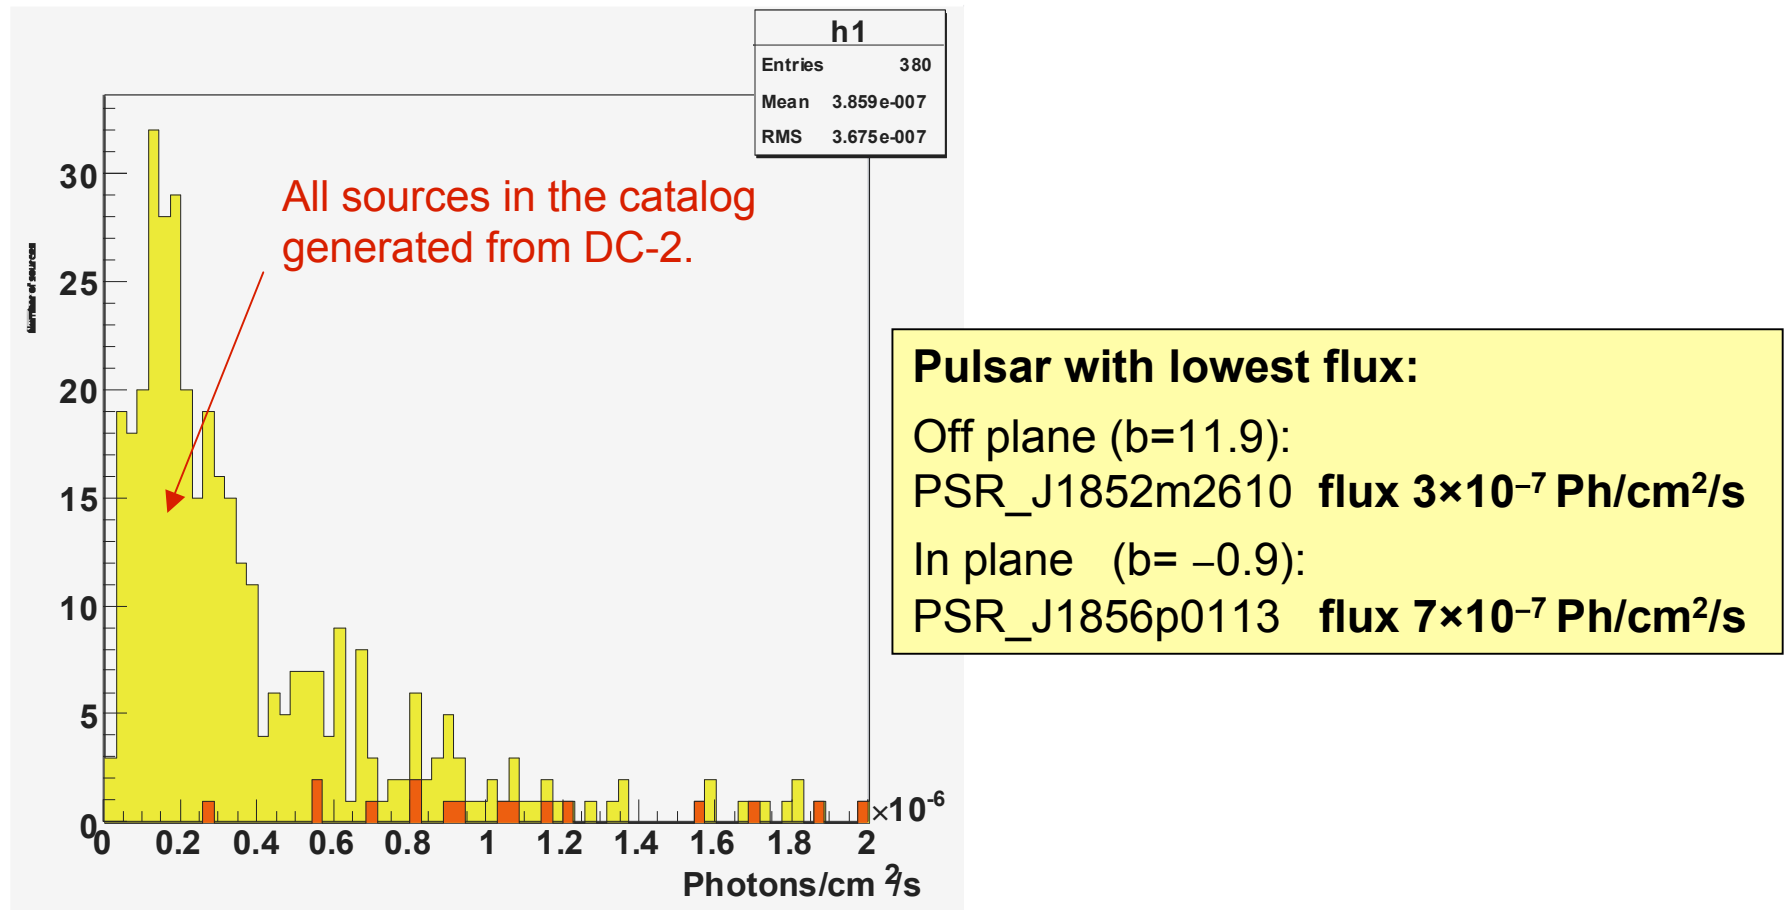 h1
Entries 380
Mean 3.859e-007
RMS 3.675e-007
All sources in the catalog
generated from DC-2.
Number of sources
30
25
20
15
10
5
0
0 0.2 0.4 0.6 0.8 1 1.2 1.4 1.6 1.8 2
×10⁻⁶
Photons/cm ²/s
Pulsar with lowest flux:
Off plane (b=11.9):
PSR_J1852m2610 flux 3×10⁻⁷ Ph/cm²/s
In plane (b= −0.9):
PSR_J1856p0113 flux 7×10⁻⁷ Ph/cm²/s